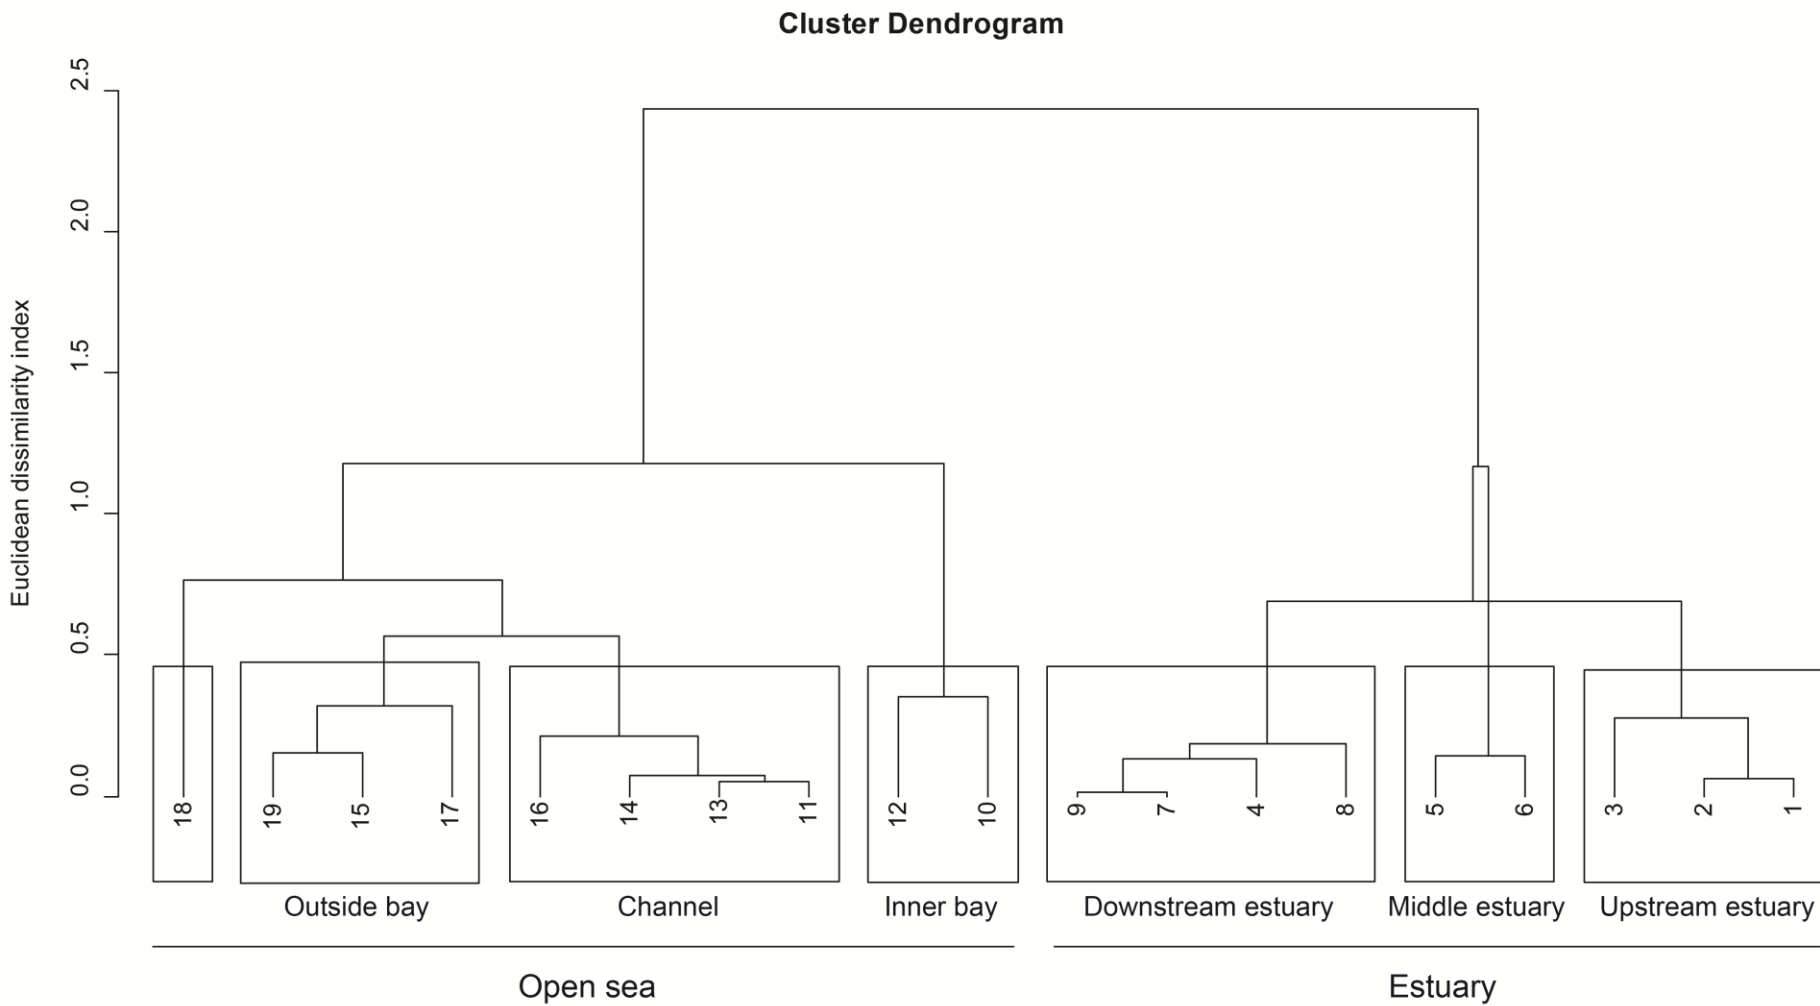 Cluster Dendrogram
Euclidean dissimilarity index
2.5
2.0
1.5
1.0
0.5
0.0
18 19 15 17 16 14 13 11 12 10 9 7 4 8 5 6 3 2 1
Outside bay Channel Inner bay Downstream estuary Middle estuary Upstream estuary
Open sea Estuary